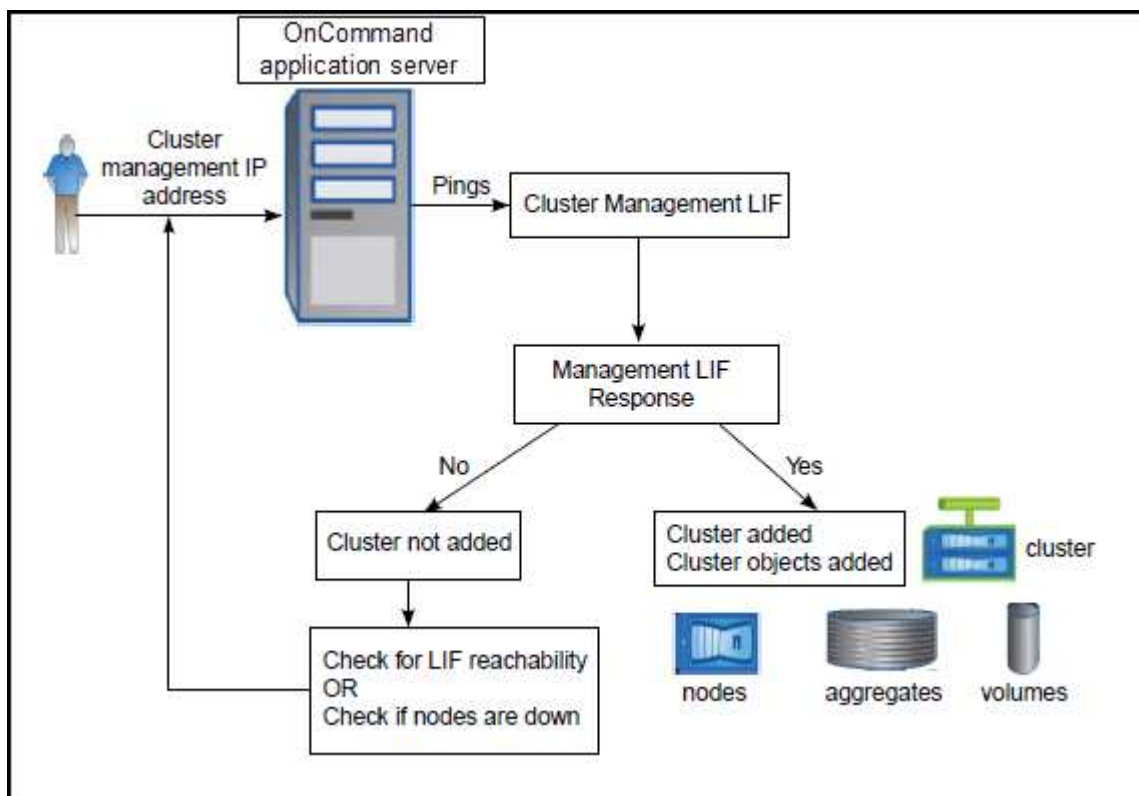 OnCommand
application server
Cluster
management IP
address
Pings
Cluster Management LIF
Management LIF
Response
No
Yes
Cluster not added
Cluster added
Cluster objects added
cluster
Check for LIF reachability
OR
Check if nodes are down
nodes
aggregates
volumes